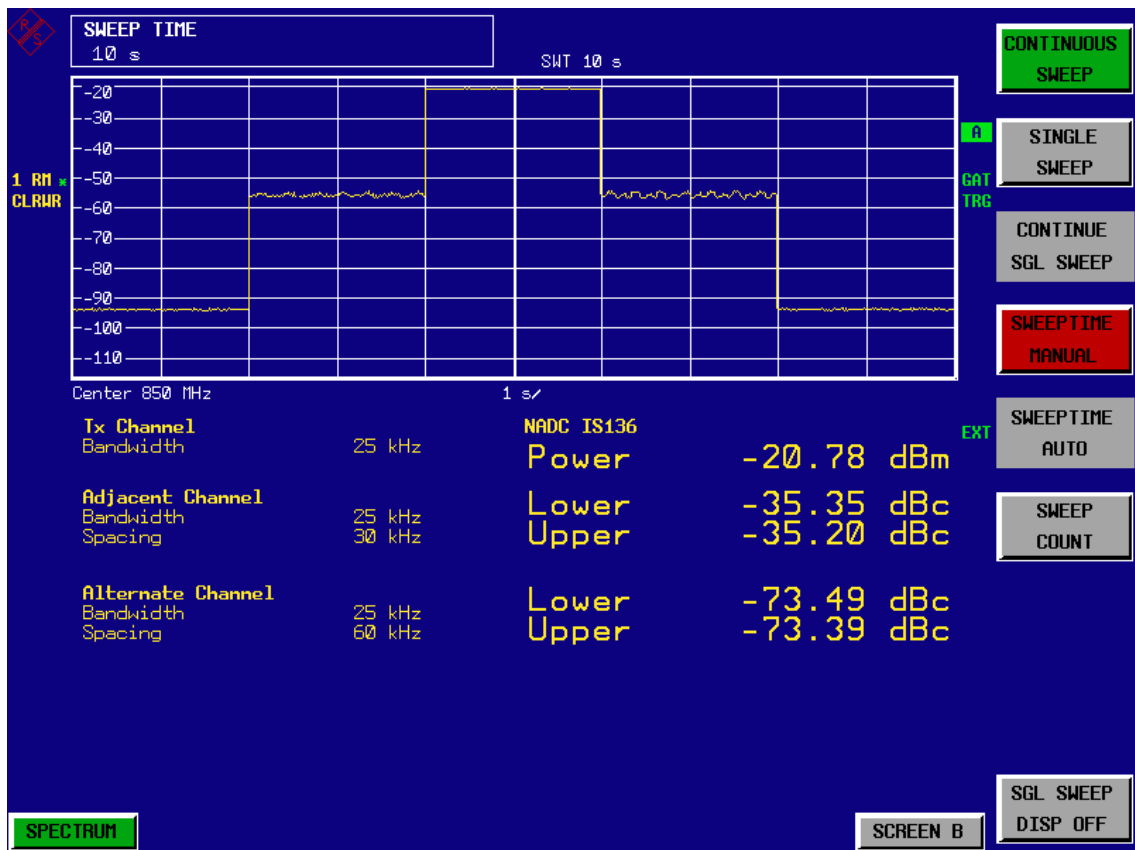 R S
SWEEP TIME
10 s
SWT 10 s
CONTINUOUS
SWEEP
-20
-30
-40
-50
-60
-70
-80
-90
-100
-110
1 RM *
CLRWR
A
GAT
TRG
SINGLE
SWEEP
CONTINUE
SGL SWEEP
SWEEPTIME
MANUAL
Center 850 MHz 1 s/
Tx Channel NADC IS136
Bandwidth 25 kHz Power -20.78 dBm
EXT
SWEEPTIME
AUTO
Adjacent Channel Lower -35.35 dBc
Bandwidth 25 kHz
Spacing 30 kHz Upper -35.20 dBc
SWEEP
COUNT
Alternate Channel Lower -73.49 dBc
Bandwidth 25 kHz
Spacing 60 kHz Upper -73.39 dBc
SGL SWEEP
DISP OFF
SPECTRUM
SCREEN B